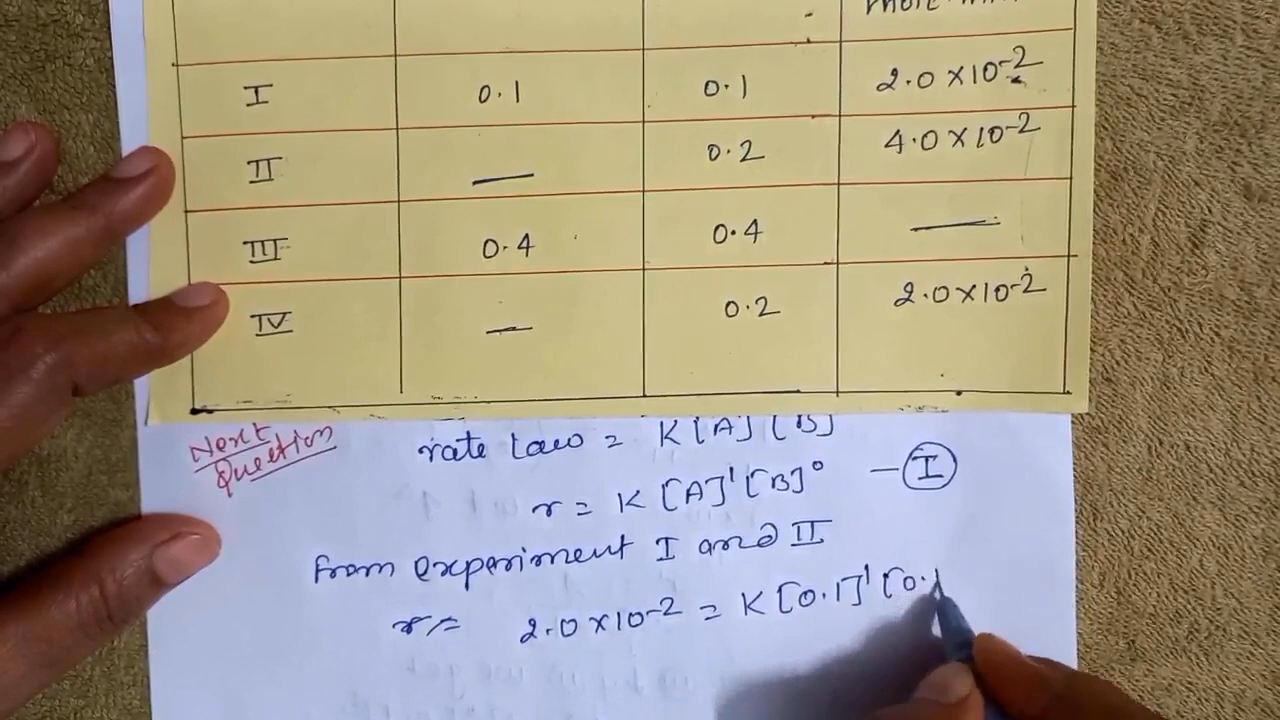 I 0.1 0.1 2.0×10⁻²
II — 0.2 4.0×10⁻²
III 0.4 0.4 —
IV — 0.2 2.0×10⁻²
Next
Question
rate law = K[A] [B]
r = K [A]¹ [B]⁰ — I
From experiment I and II
r = 2.0×10⁻² = K[0.1]¹ [0.1